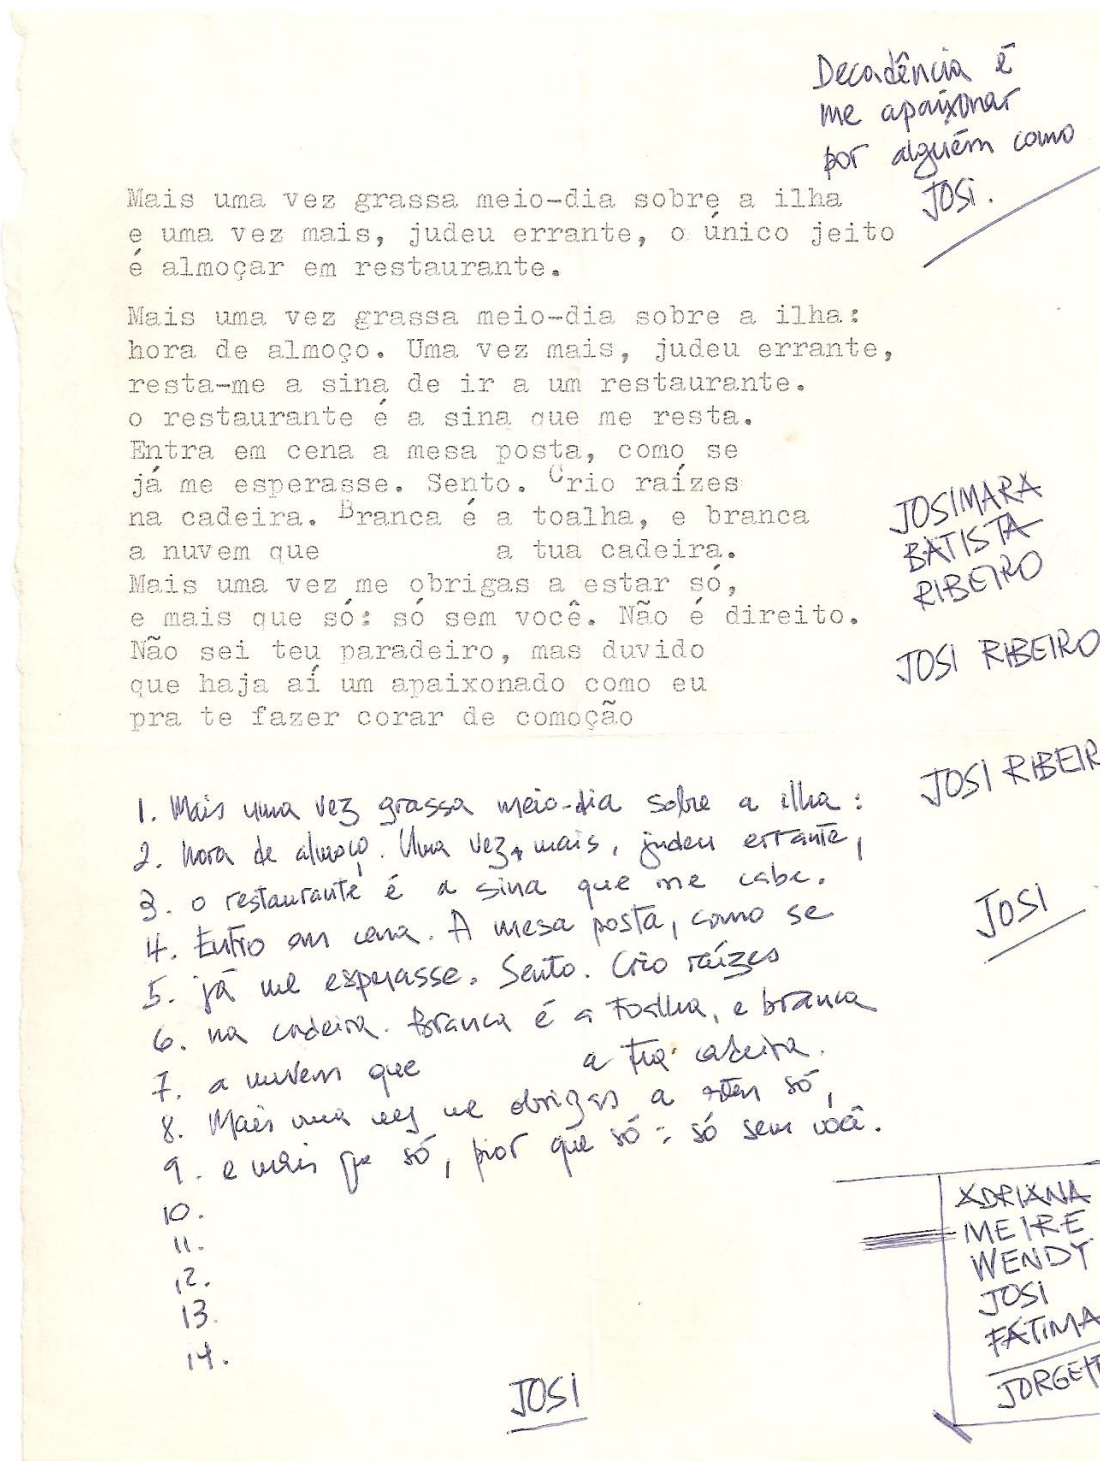 Decadência é
me apaixonar
por alguém como
JOSI.
Mais uma vez grassa meio-dia sobre a ilha
e uma vez mais, judeu errante, o único jeito
é almoçar em restaurante.
Mais uma vez grassa meio-dia sobre a ilha:
hora de almoço. Uma vez mais, judeu errante,
resta-me a sina de ir a um restaurante.
o restaurante é a sina que me resta.
Entra em cena a mesa posta, como se
já me esperasse. Sento. Crio raízes
na cadeira. Branca é a toalha, e branca
a nuvem que a tua cadeira.
Mais uma vez me obrigas a estar só,
e mais que só: só sem você. Não é direito.
Não sei teu paradeiro, mas duvido
que haja aí um apaixonado como eu
pra te fazer corar de comoção
JOSIMARA
BATISTA
RIBEIRO
JOSI RIBEIRO
JOSI RIBEIR
JOSI
1. Mais uma vez grassa meio-dia sobre a ilha:
2. hora de almoço. Uma vez mais, judeu errante,
3. o restaurante é a sina que me cabe.
4. Entro em cena. A mesa posta, como se
5. já me esperasse. Sento. Crio raízes
6. na cadeira. Branca é a toalha, e branca
7. a nuvem que a tua cadeira.
8. Mais uma vez me obrigas a estar só,
9. e mais que só, pior que só: só sem você.
10.
11.
12.
13.
14.
ADRIANA
MEIRE
WENDY
JOSI
FÁTIMA
JORGET
JOSI